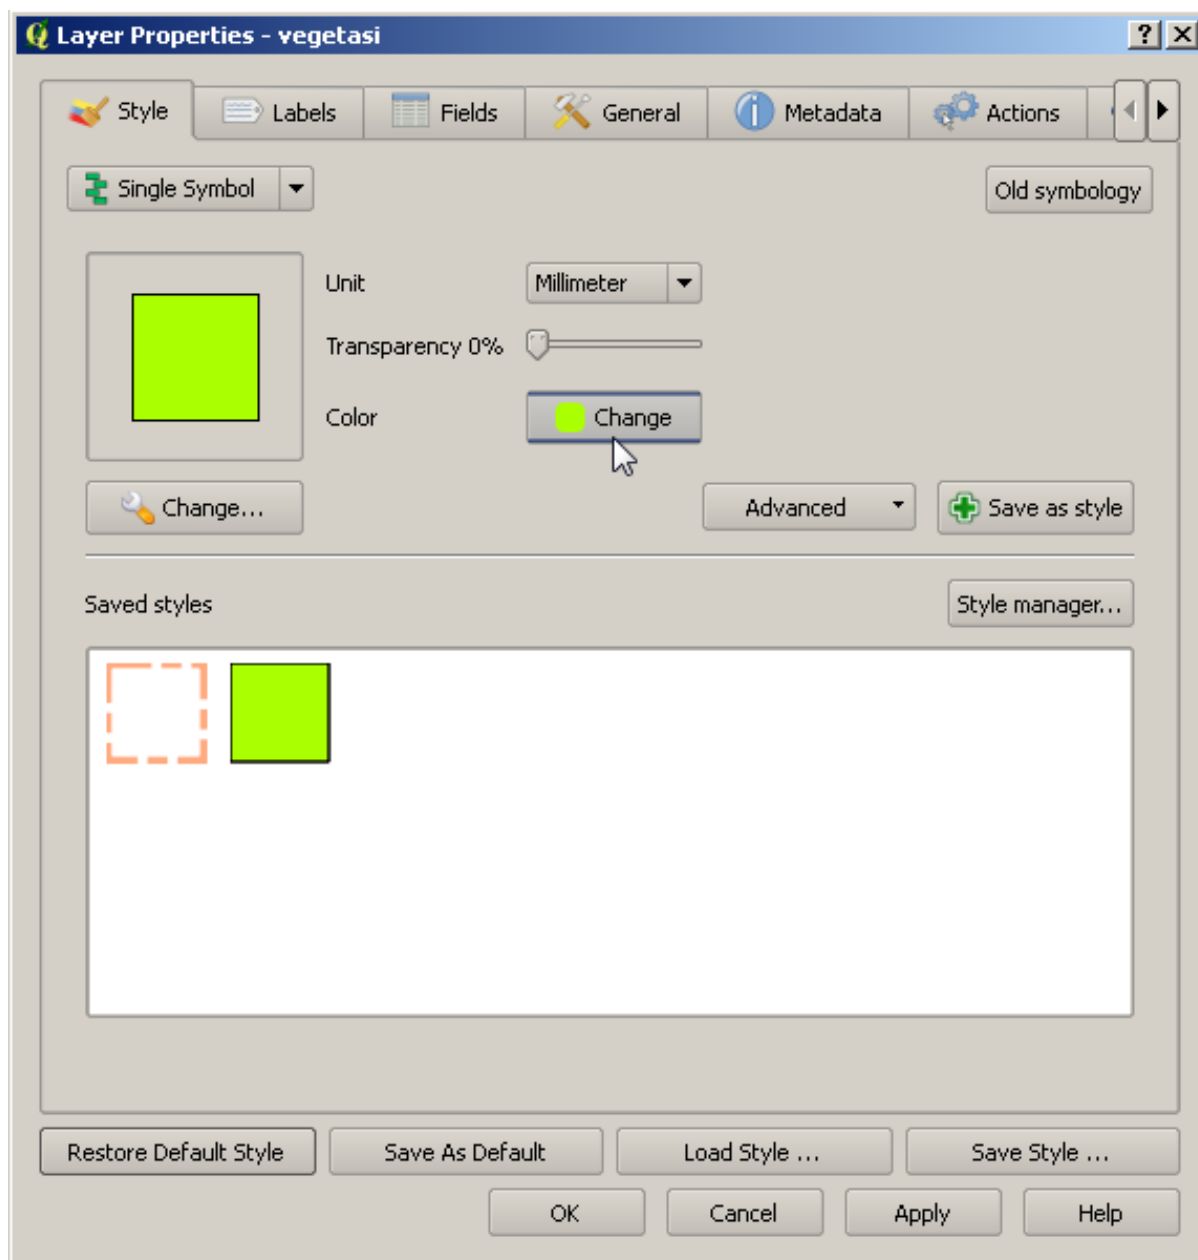 Layer Properties - vegetasi
Style Labels Fields General Metadata Actions
Single Symbol Old symbology
Unit Millimeter
Transparency 0%
Color Change
Change... Advanced Save as style
Saved styles Style manager...
Restore Default Style Save As Default Load Style ... Save Style ...
OK Cancel Apply Help